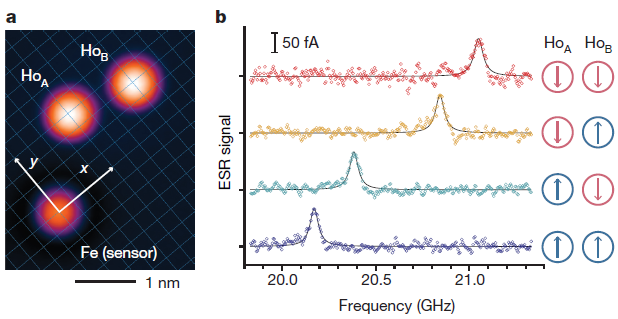 a
Ho_B
Ho_A
y
x
Fe (sensor)
1 nm
b
50 fA
Ho_A Ho_B
ESR signal
20.0 20.5 21.0
Frequency (GHz)